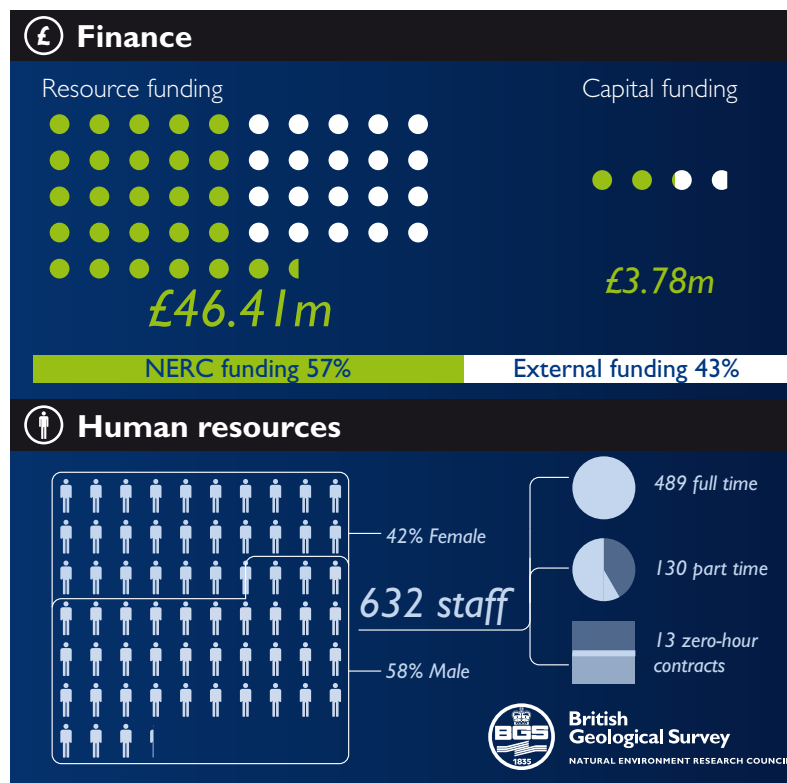 £ Finance
Resource funding
Capital funding
£46.41m
£3.78m
NERC funding 57%
External funding 43%
Human resources
42% Female
58% Male
632 staff
489 full time
130 part time
13 zero-hour
contracts
BGS
1835
British
Geological Survey
NATURAL ENVIRONMENT RESEARCH COUNCI